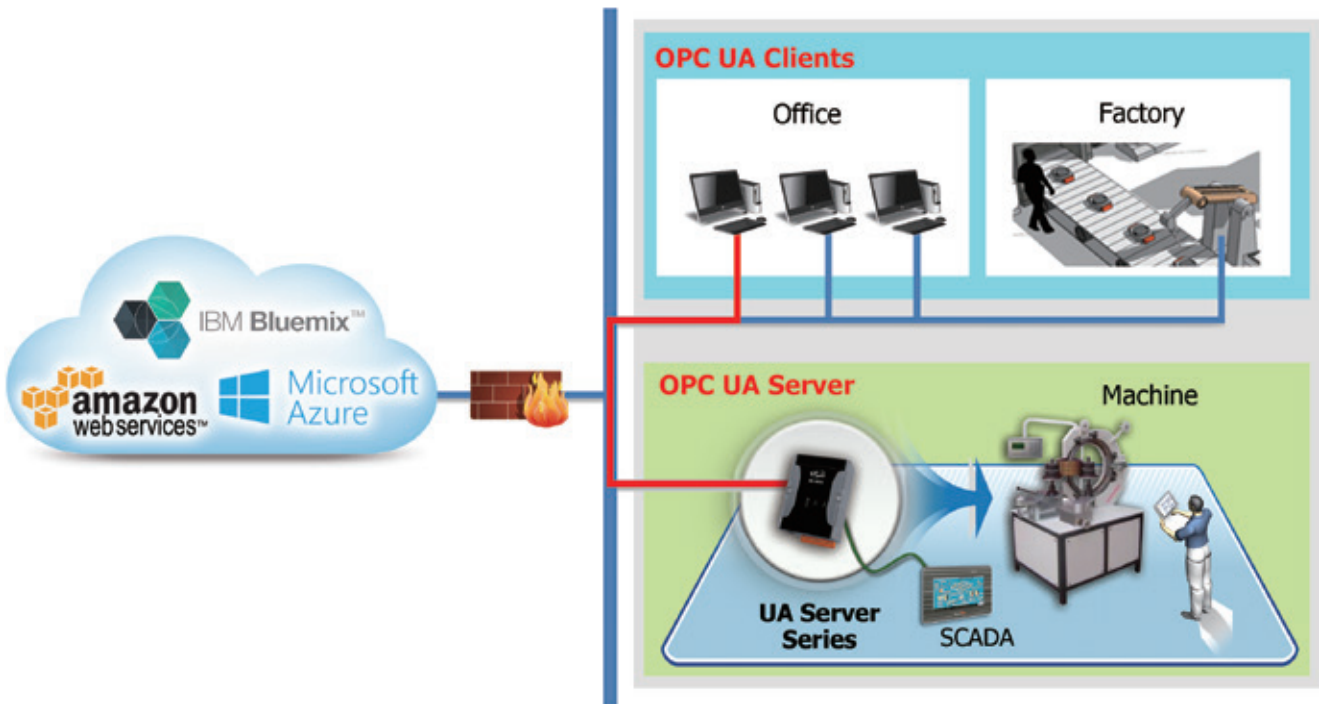 OPC UA Clients
Office
Factory
IBM Bluemix™
amazon
webservices™
Microsoft
Azure
OPC UA Server
Machine
UA Server
Series
SCADA